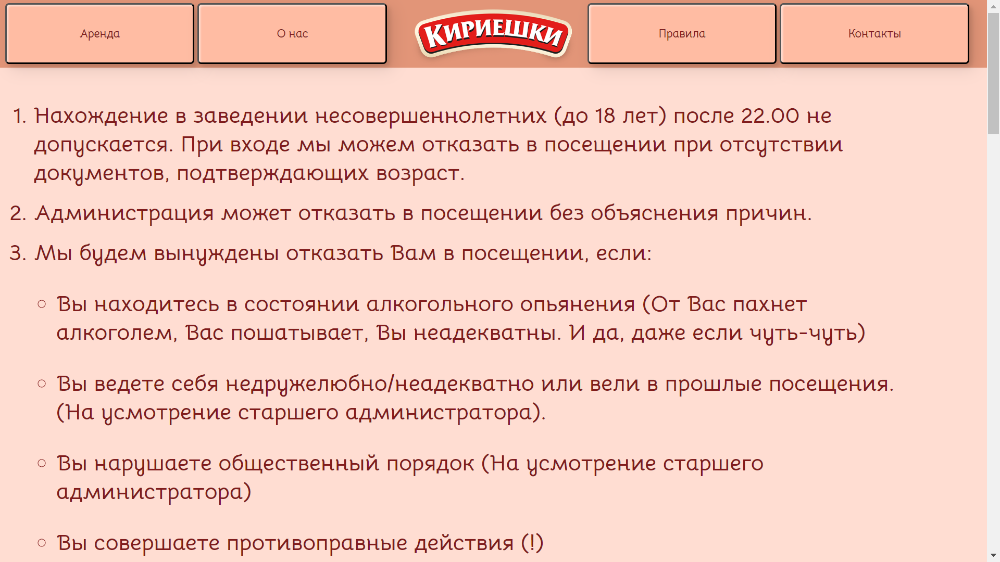 Аренда
О нас
КИРИЕШКИ
Правила
Контакты
1. Нахождение в заведении несовершеннолетних (до 18 лет) после 22.00 не
допускается. При входе мы можем отказать в посещении при отсутствии
документов, подтверждающих возраст.
2. Администрация может отказать в посещении без объяснения причин.
3. Мы будем вынуждены отказать Вам в посещении, если:
Вы находитесь в состоянии алкогольного опьянения (От Вас пахнет
алкоголем, Вас пошатывает, Вы неадекватны. И да, даже если чуть-чуть)
Вы ведете себя недружелюбно/неадекватно или вели в прошлые посещения.
(На усмотрение старшего администратора).
Вы нарушаете общественный порядок (На усмотрение старшего
администратора)
Вы совершаете противоправные действия (!)